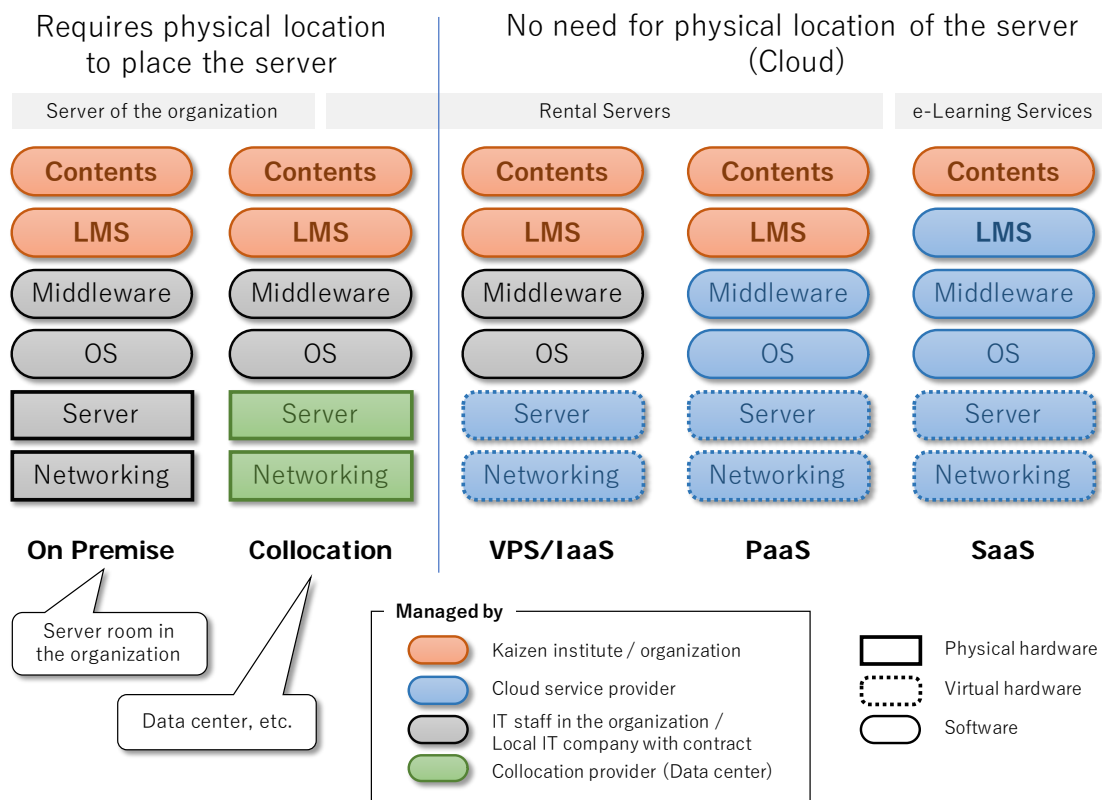 Requires physical location
to place the server
No need for physical location of the server
(Cloud)
Server of the organization
Rental Servers
e-Learning Services
Contents
Contents
Contents
Contents
Contents
LMS
LMS
LMS
LMS
LMS
Middleware
Middleware
Middleware
Middleware
Middleware
OS
OS
OS
OS
OS
Server
Server
Server
Server
Server
Networking
Networking
Networking
Networking
Networking
On Premise
Collocation
VPS/IaaS
PaaS
SaaS
Server room in
the organization
Data center, etc.
Managed by
Kaizen institute / organization
Cloud service provider
IT staff in the organization /
Local IT company with contract
Collocation provider (Data center)
Physical hardware
Virtual hardware
Software